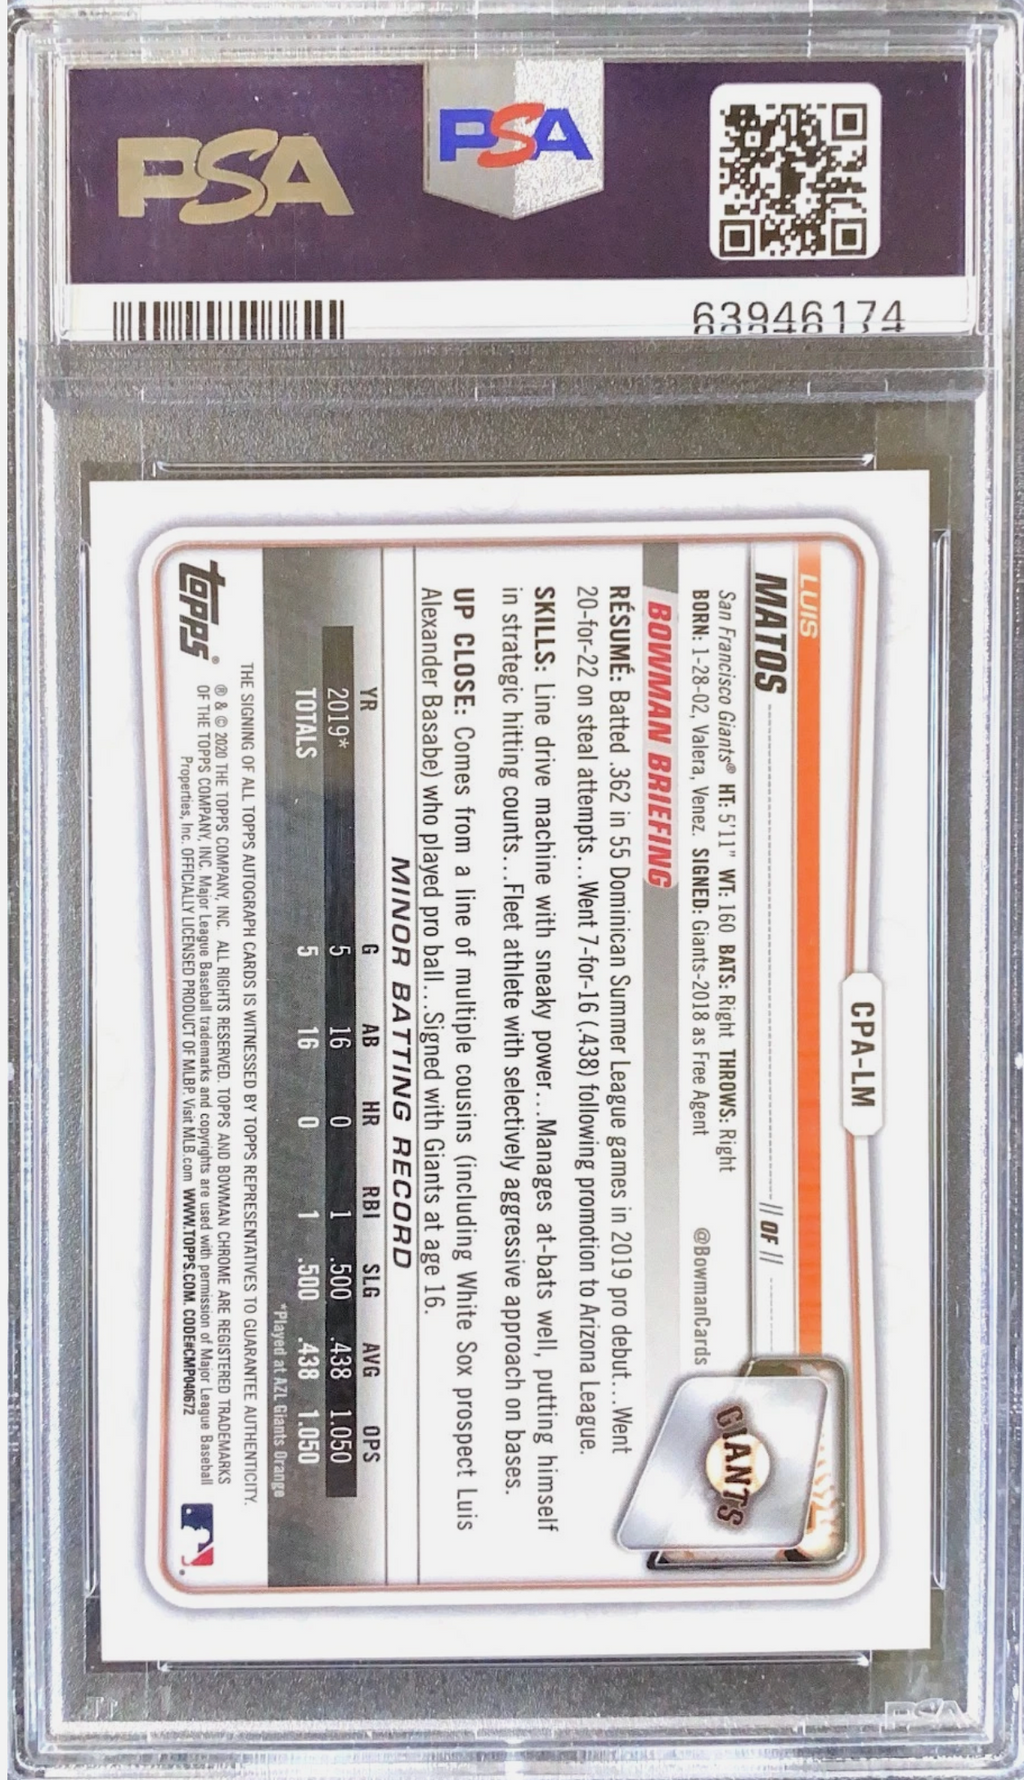 PSA
PSA
63946174
CPA-LM
LUIS
MATOS // OF //
San Francisco Giants® HT: 5'11" WT: 160 BATS: Right THROWS: Right
BORN: 1-28-02, Valera, Venez. SIGNED: Giants-2018 as Free Agent @BowmanCards
GIANTS
BOWMAN BRIEFING
RÉSUMÉ: Batted .362 in 55 Dominican Summer League games in 2019 pro debut...Went
20-for-22 on steal attempts...Went 7-for-16 (.438) following promotion to Arizona League.
SKILLS: Line drive machine with sneaky power...Manages at-bats well, putting himself
in strategic hitting counts...Fleet athlete with selectively aggressive approach on bases.
UP CLOSE: Comes from a line of multiple cousins (including White Sox prospect Luis
Alexander Basabe) who played pro ball...Signed with Giants at age 16.
MINOR BATTING RECORD
YR G AB HR RBI SLG AVG OPS
2019* 5 16 0 1 .500 .438 1.050
TOTALS 5 16 0 1 .500 .438 1.050
*Played at AZL Giants Orange
topps®
THE SIGNING OF ALL TOPPS AUTOGRAPH CARDS IS WITNESSED BY TOPPS REPRESENTATIVES TO GUARANTEE AUTHENTICITY.
® & © 2020 THE TOPPS COMPANY, INC. ALL RIGHTS RESERVED. TOPPS AND BOWMAN CHROME ARE REGISTERED TRADEMARKS
OF THE TOPPS COMPANY, INC. Major League Baseball trademarks and copyrights are used with permission of Major League Baseball
Properties, Inc. OFFICIALLY LICENSED PRODUCT OF MLBP. Visit MLB.com WWW.TOPPS.COM. CODE#CMP040672
PSA